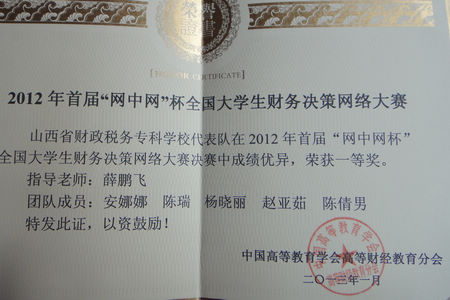 荣誉证书
[HONOR CERTIFICATE]
2012年首届“网中网”杯全国大学生财务决策网络大赛
山西省财政税务专科学校代表队在2012年首届“网中网杯”
全国大学生财务决策网络大赛决赛中成绩优异，荣获一等奖。
指导老师：薛鹏飞
团队成员：安娜娜 陈瑞 杨晓丽 赵亚茹 陈倩男
特发此证，以资鼓励！
中国高等教育学会高等财经教育分会
二〇一三年一月